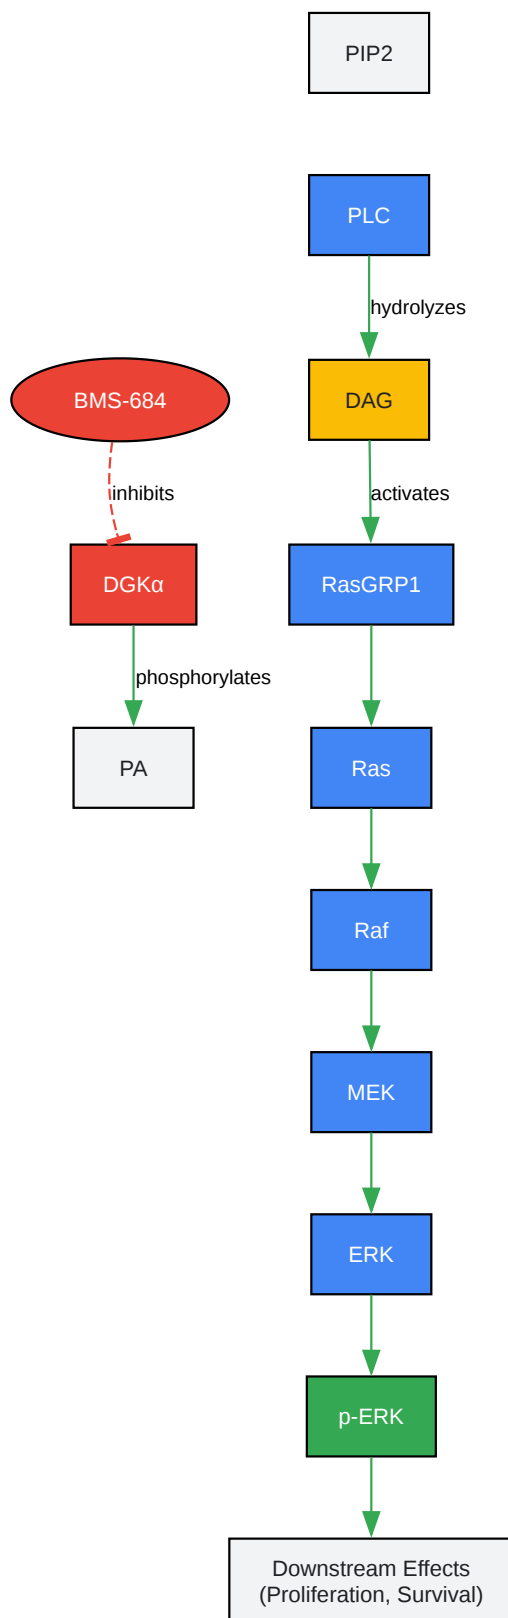 PIP2
PLC
hydrolyzes
BMS-684
DAG
inhibits
activates
DGKα
RasGRP1
phosphorylates
PA
Ras
Raf
MEK
ERK
p-ERK
Downstream Effects
(Proliferation, Survival)